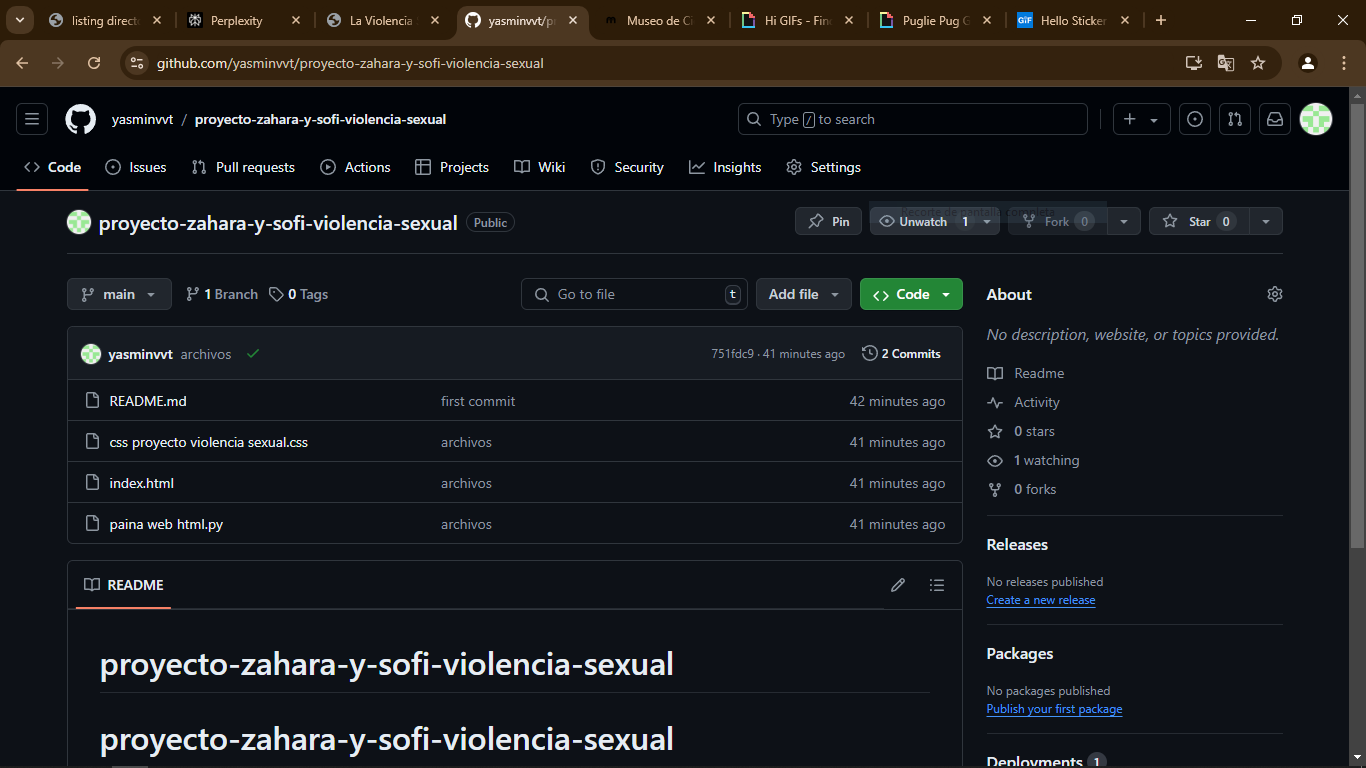 listing direct
Perplexity
La Violencia
yasminvvt/pr
Museo de Ci
Hi GIFs - Fin
GIF
Puglie Pug G
Hello Sticker
github.com/yasminvvt/proyecto-zahara-y-sofi-violencia-sexual
yasminvvt / proyecto-zahara-y-sofi-violencia-sexual
Type / to search
Code
Issues
Pull requests
Actions
Projects
Wiki
Security
Insights
Settings
proyecto-zahara-y-sofi-violencia-sexual Public
Pin
Unwatch 1
Fork 0
Star 0
main
1 Branch
0 Tags
Go to file t
Add file
Code
yasminvvt archivos
751fdc9 · 41 minutes ago
2 Commits
README.md first commit 42 minutes ago
css proyecto violencia sexual.css archivos 41 minutes ago
index.html archivos 41 minutes ago
paina web html.py archivos 41 minutes ago
README
proyecto-zahara-y-sofi-violencia-sexual
proyecto-zahara-y-sofi-violencia-sexual
About
No description, website, or topics provided.
Readme
Activity
0 stars
1 watching
0 forks
Releases
No releases published
Create a new release
Packages
No packages published
Publish your first package
Deployments 1